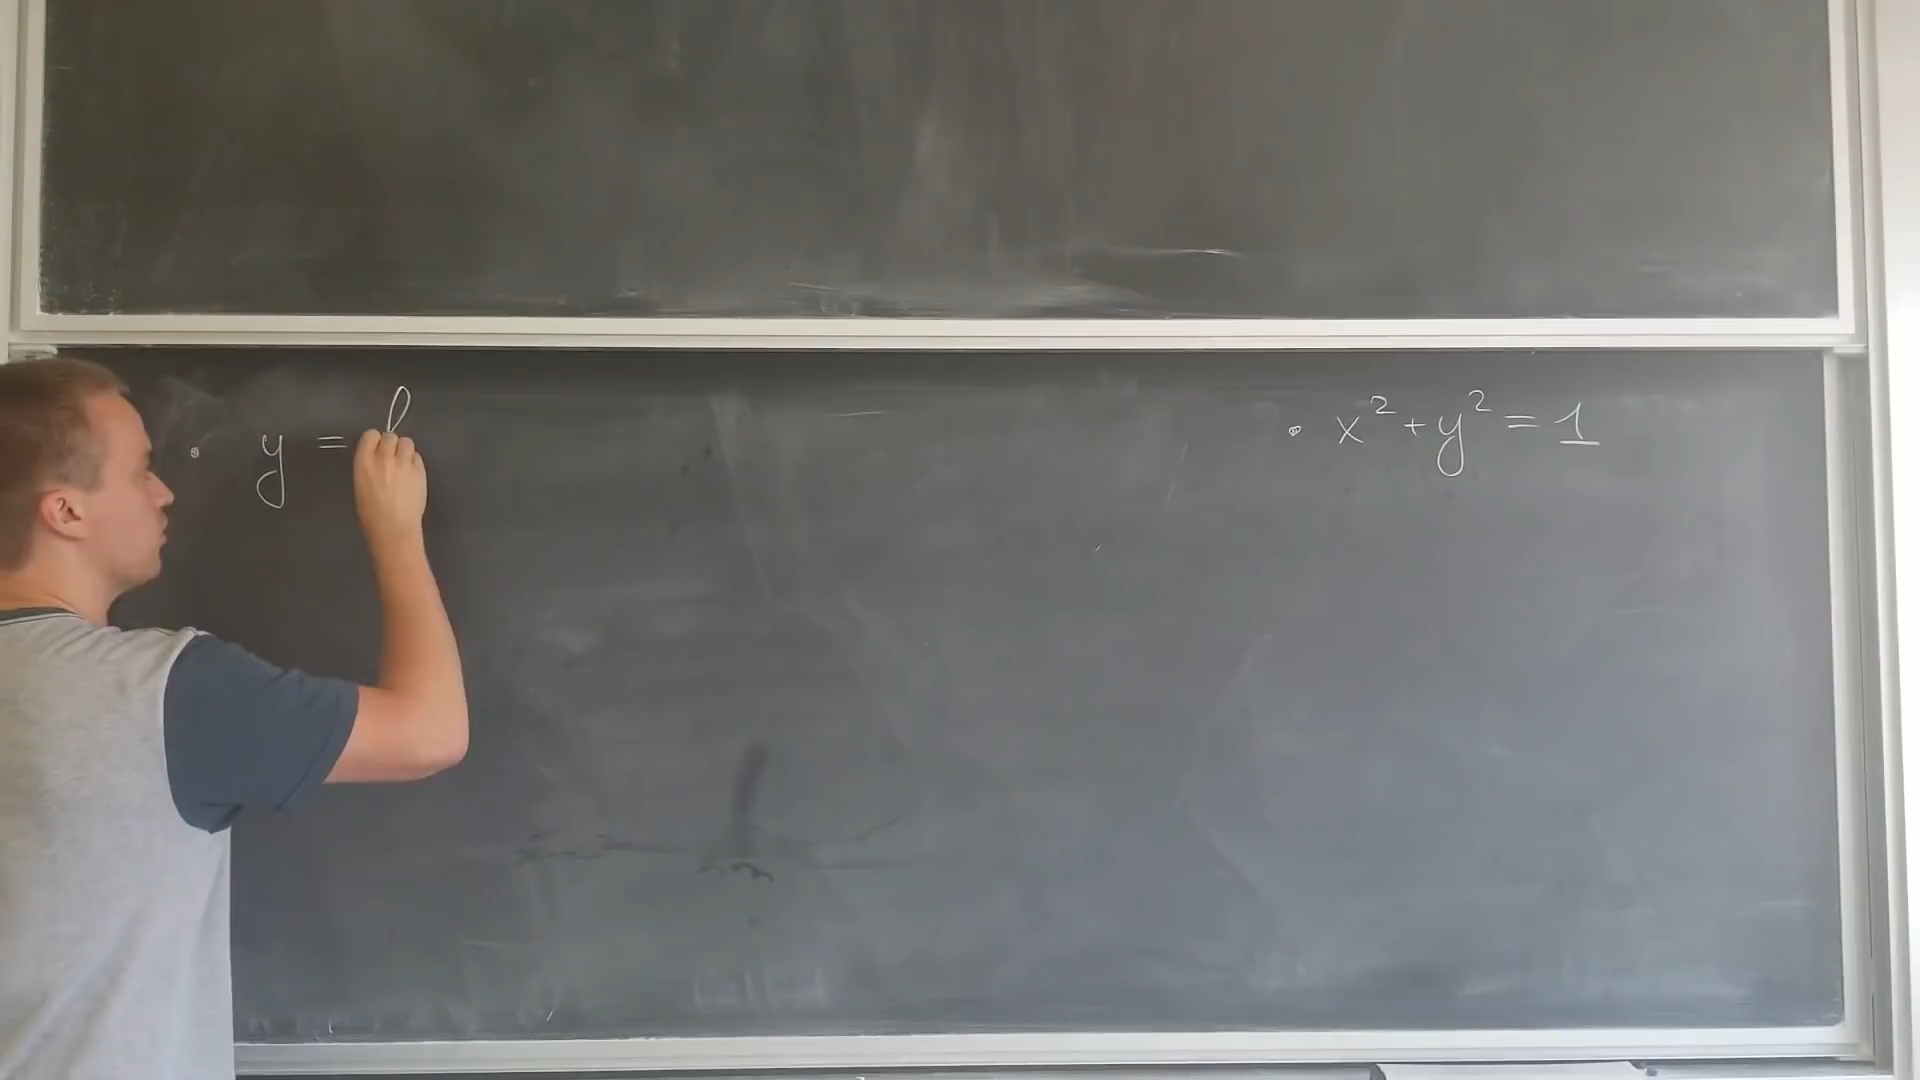 • y =
• x² + y² = 1